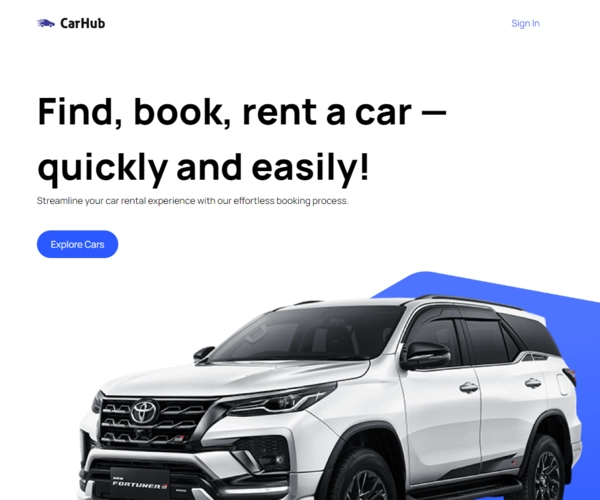 CarHub
Sign In
Find, book, rent a car —
quickly and easily!
Streamline your car rental experience with our effortless booking process.
Explore Cars
NEW
FORTUNER